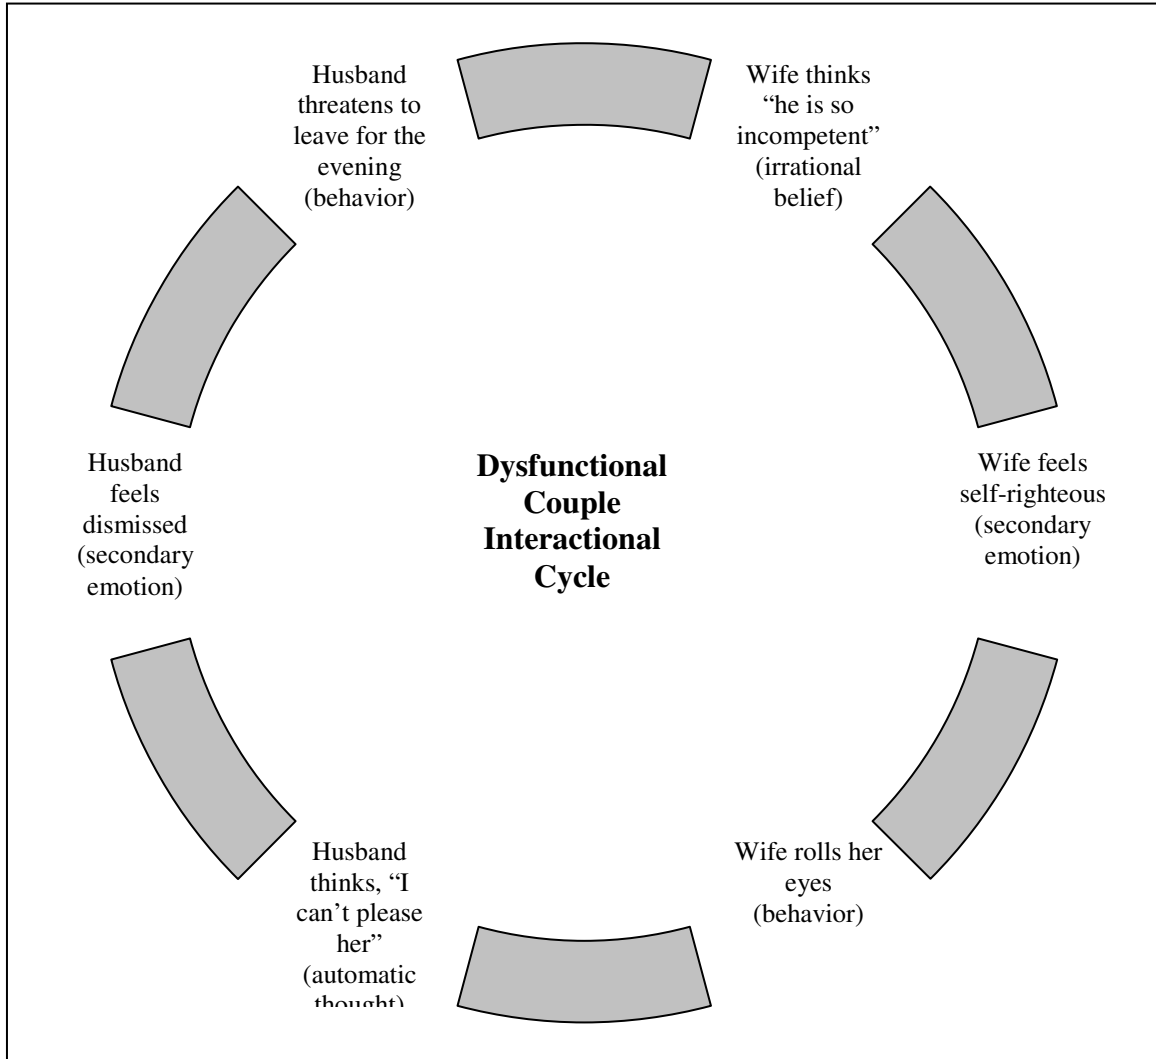 Husband
threatens to
leave for the
evening
(behavior)
Wife thinks
“he is so
incompetent”
(irrational
belief)
Husband
feels
dismissed
(secondary
emotion)
Dysfunctional
Couple
Interactional
Cycle
Wife feels
self-righteous
(secondary
emotion)
Husband
thinks, “I
can’t please
her”
(automatic
thought)
Wife rolls her
eyes
(behavior)